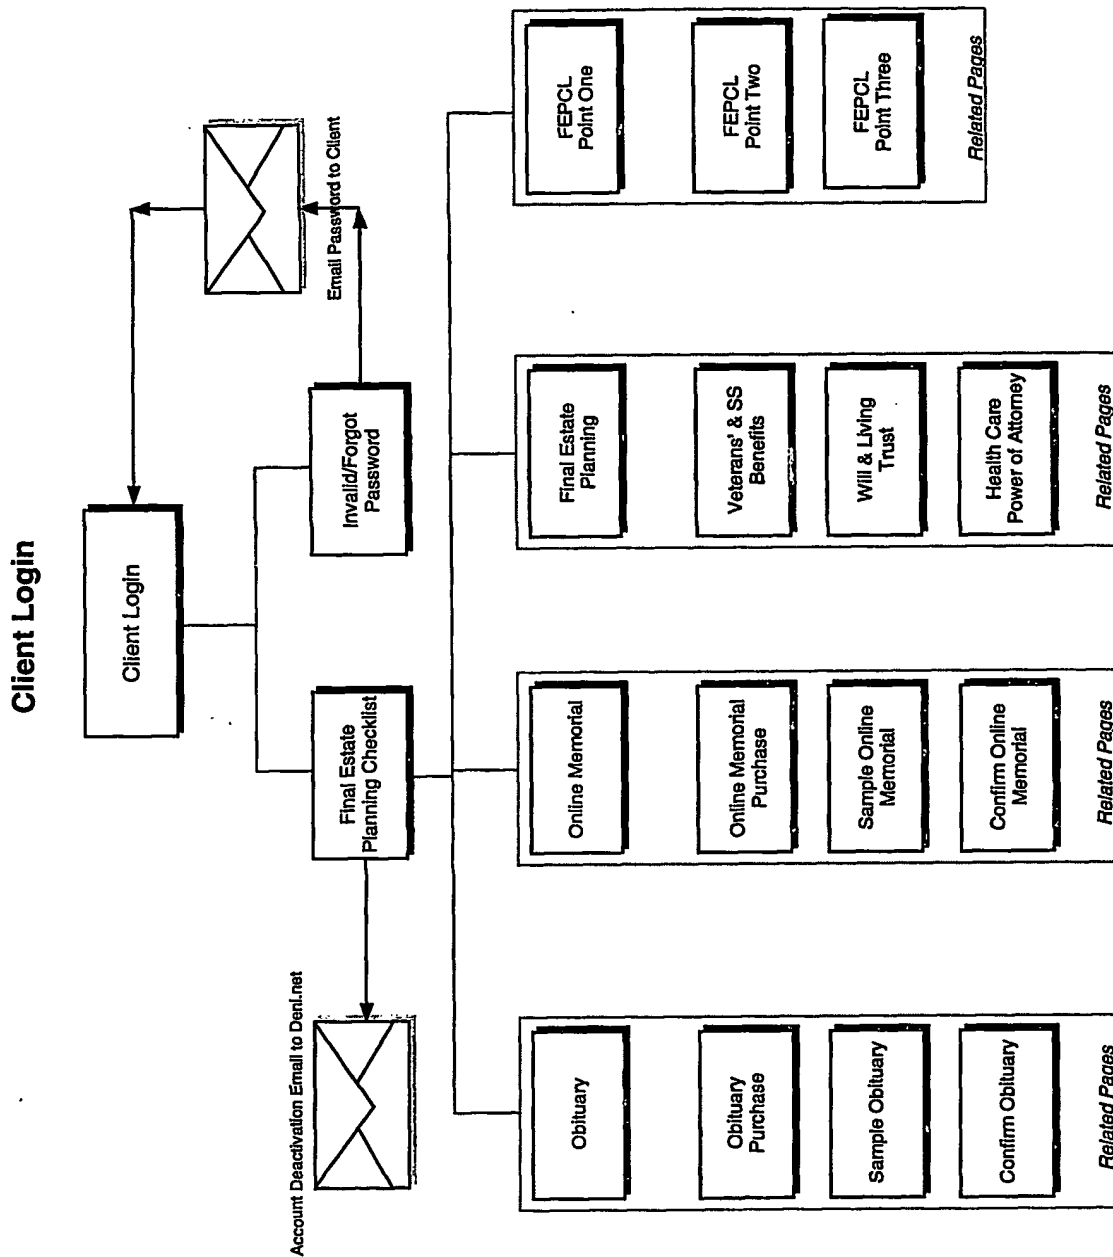 Client Login
Client Login
Final Estate
Planning Checklist
Invalid/Forgot
Password
Email Password to Client
Account Deactivation Email to Deni.net
Obituary
Obituary
Purchase
Sample Obituary
Confirm Obituary
Related Pages
Online Memorial
Online Memorial
Purchase
Sample Online
Memorial
Confirm Online
Memorial
Related Pages
Final Estate
Planning
Veterans' & SS
Benefits
Will & Living
Trust
Health Care
Power of Attorney
Related Pages
FEPCL
Point One
FEPCL
Point Two
FEPCL
Point Three
Related Pages